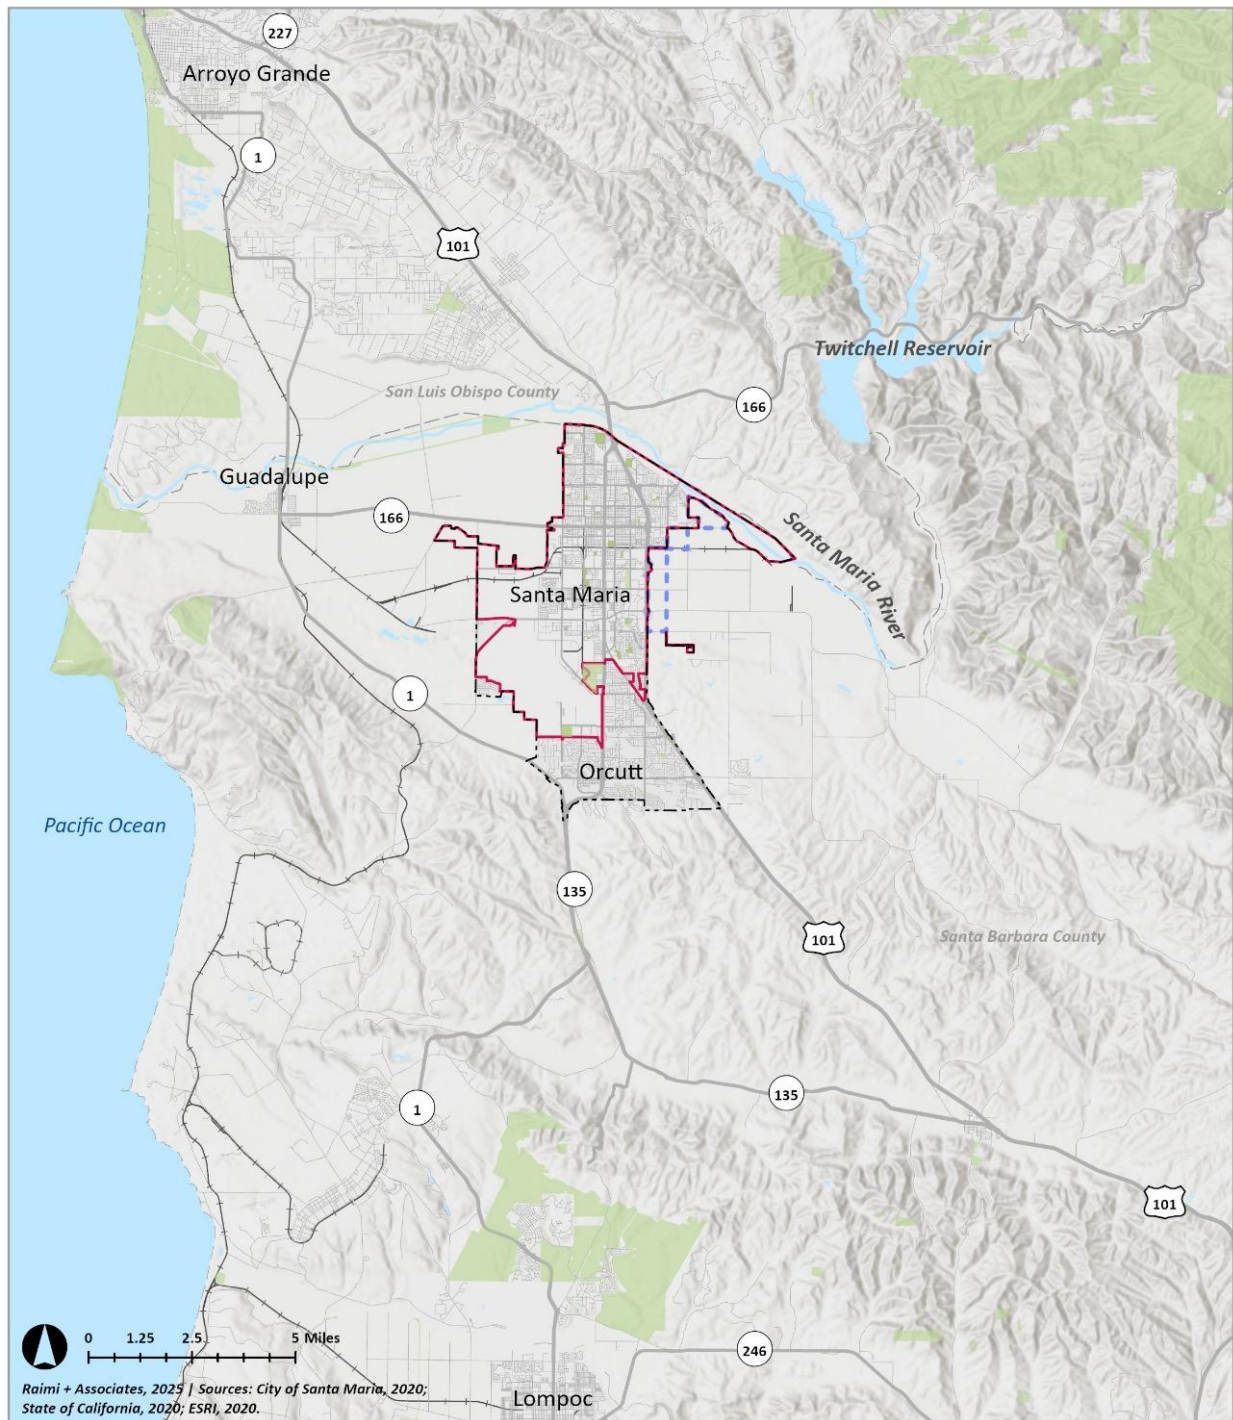 227
Arroyo Grande
1
101
Twitchell Reservoir
San Luis Obispo County
166
Guadalupe
166
Santa Maria River
Santa Maria
1
Orcutt
Pacific Ocean
135
101
Santa Barbara County
135
1
101
0 1.25 2.5 5 Miles
246
Raimi + Associates, 2025 | Sources: City of Santa Maria, 2020;
State of California, 2020; ESRI, 2020.
Lompoc